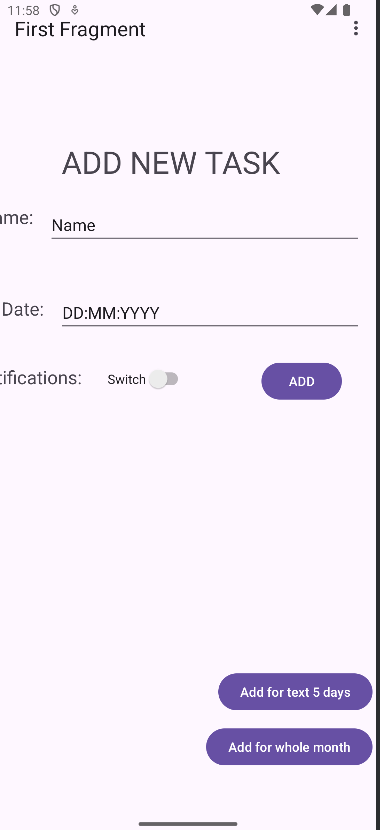 11:58
First Fragment
ADD NEW TASK
ame: Name
Date: DD:MM:YYYY
tifications: Switch ADD
Add for text 5 days
Add for whole month